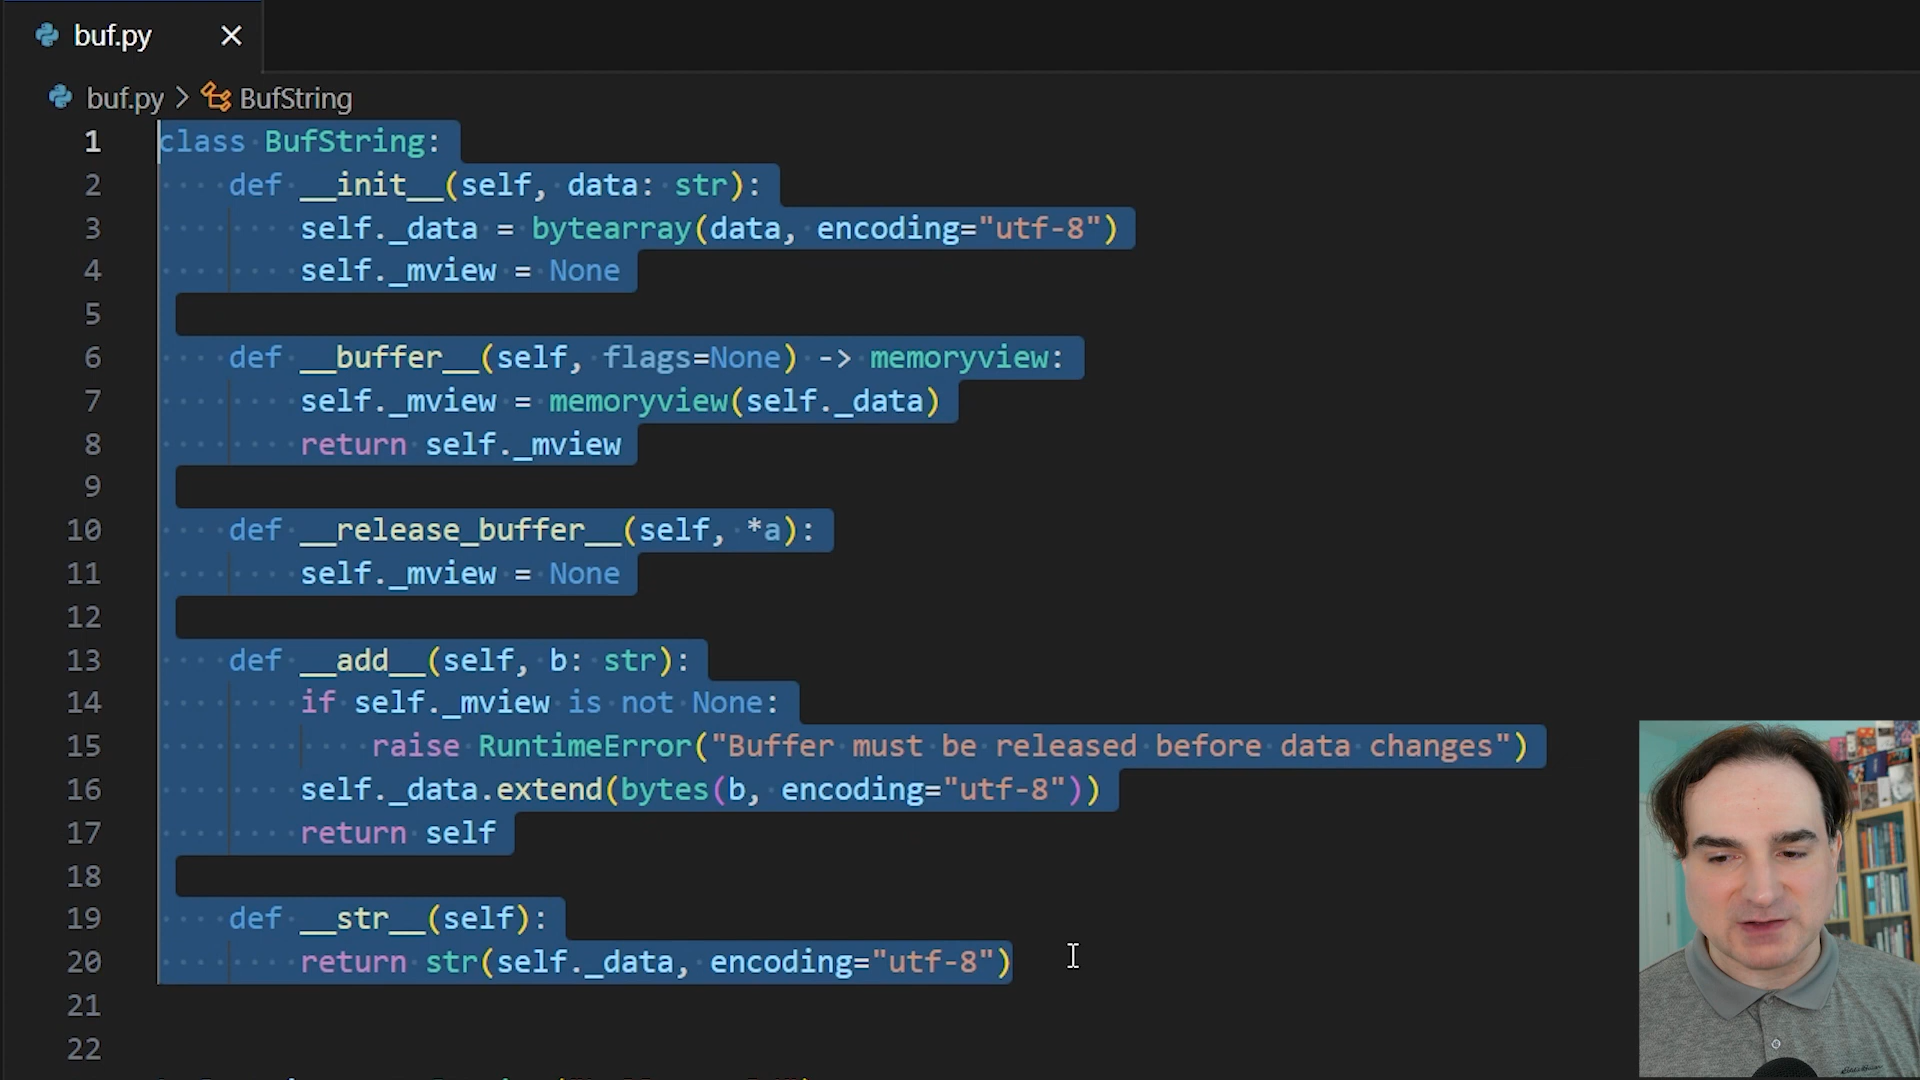 buf.py
buf.py > BufString
1 class BufString:
2 def __init__(self, data: str):
3 self._data = bytearray(data, encoding="utf-8")
4 self._mview = None
5
6 def __buffer__(self, flags=None) -> memoryview:
7 self._mview = memoryview(self._data)
8 return self._mview
9
10 def __release_buffer__(self, *a):
11 self._mview = None
12
13 def __add__(self, b: str):
14 if self._mview is not None:
15 raise RuntimeError("Buffer must be released before data changes")
16 self._data.extend(bytes(b, encoding="utf-8"))
17 return self
18
19 def __str__(self):
20 return str(self._data, encoding="utf-8")
21
22